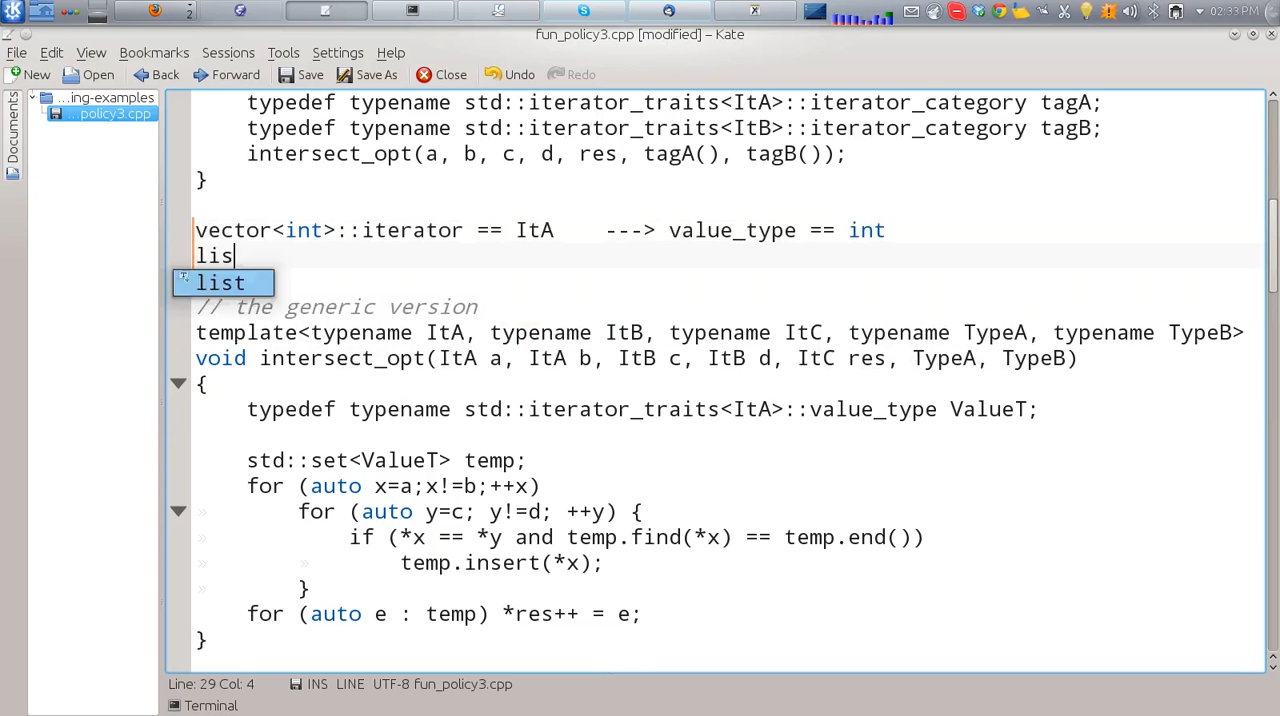 2
02:33 PM
fun_policy3.cpp [modified] – Kate
File Edit View Bookmarks Sessions Tools Settings Help
New Open Back Forward Save Save As Close Undo Redo
Documents
...ing-examples
...policy3.cpp
typedef typename std::iterator_traits<ItA>::iterator_category tagA;
typedef typename std::iterator_traits<ItB>::iterator_category tagB;
intersect_opt(a, b, c, d, res, tagA(), tagB());
}
vector<int>::iterator == ItA    ---> value_type == int
lis
list
// the generic version
template<typename ItA, typename ItB, typename ItC, typename TypeA, typename TypeB>
void intersect_opt(ItA a, ItA b, ItB c, ItB d, ItC res, TypeA, TypeB)
{
typedef typename std::iterator_traits<ItA>::value_type ValueT;
std::set<ValueT> temp;
for (auto x=a;x!=b;++x)
for (auto y=c; y!=d; ++y) {
if (*x == *y and temp.find(*x) == temp.end())
temp.insert(*x);
}
for (auto e : temp) *res++ = e;
}
Line: 29 Col: 4 INS LINE UTF-8 fun_policy3.cpp
Terminal